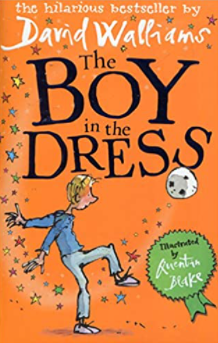 the hilarious bestseller by
David Walliams
The
BOY
in the
DRESS
Illustrated
by
Quentin
Blake